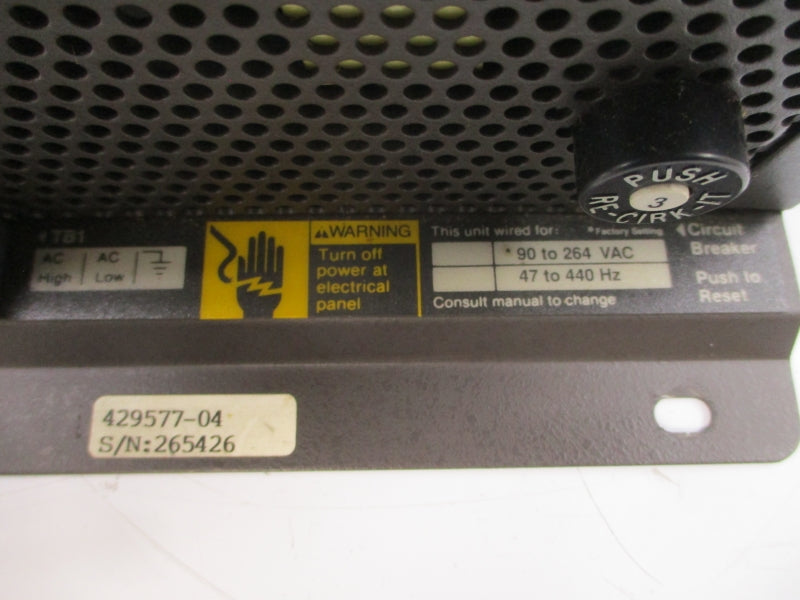 PUSH
3
RE-CIRK-IT
TB1
AC High
AC Low
WARNING
Turn off
power at
electrical
panel
This unit wired for: *Factory Setting
* 90 to 264 VAC
47 to 440 Hz
Consult manual to change
Circuit
Breaker
Push to
Reset
429577-04
S/N:265426